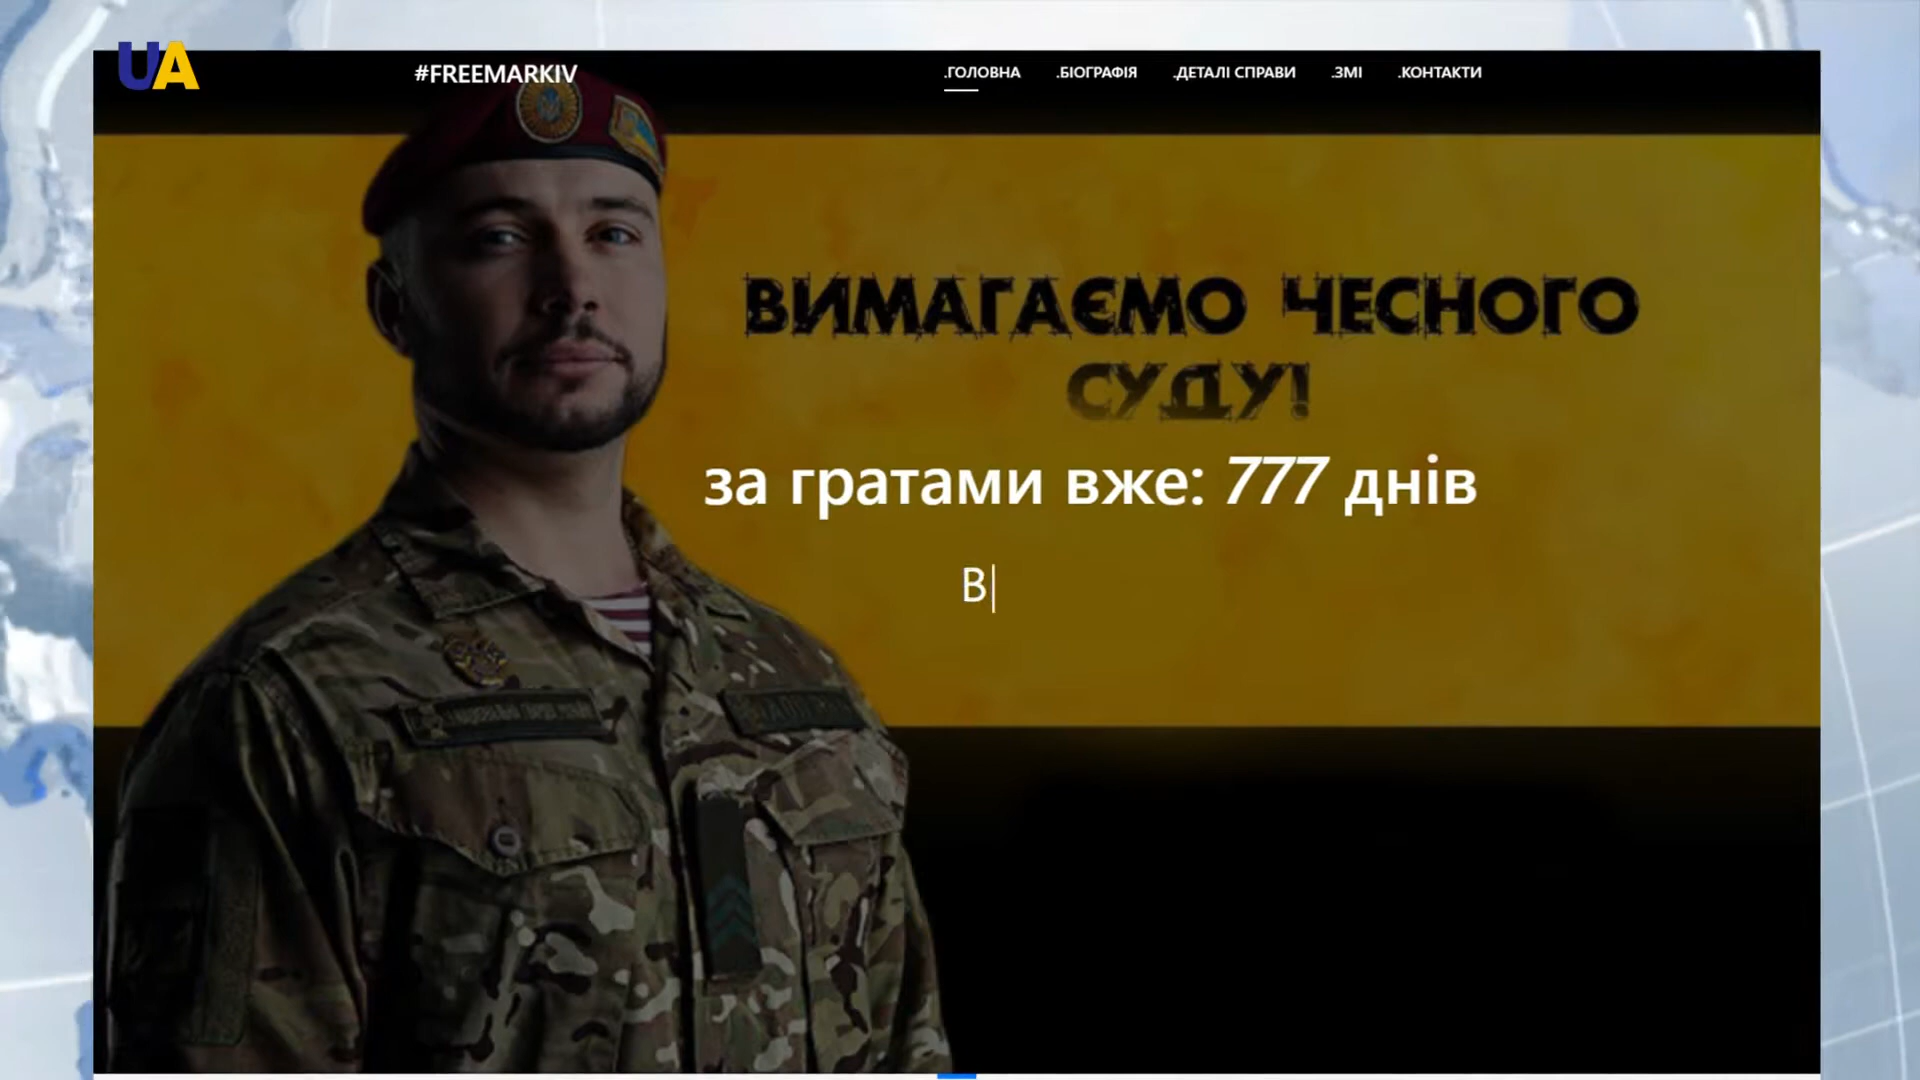 UA
#FREEMARKIV
.ГОЛОВНА .БІОГРАФІЯ .ДЕТАЛІ СПРАВИ .ЗМІ .КОНТАКТИ
ВИМАГАЄМО ЧЕСНОГО
СУДУ!
за гратами вже: 777 днів
В